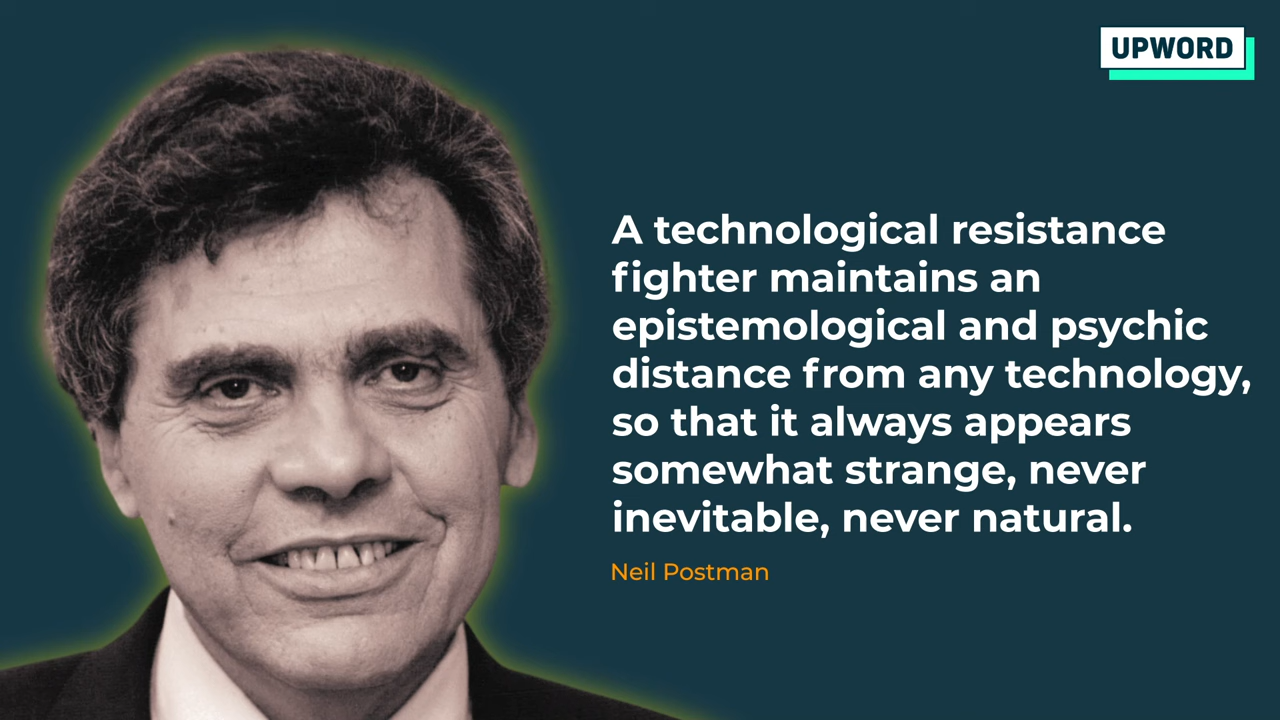 UPWORD
A technological resistance
fighter maintains an
epistemological and psychic
distance from any technology,
so that it always appears
somewhat strange, never
inevitable, never natural.
Neil Postman